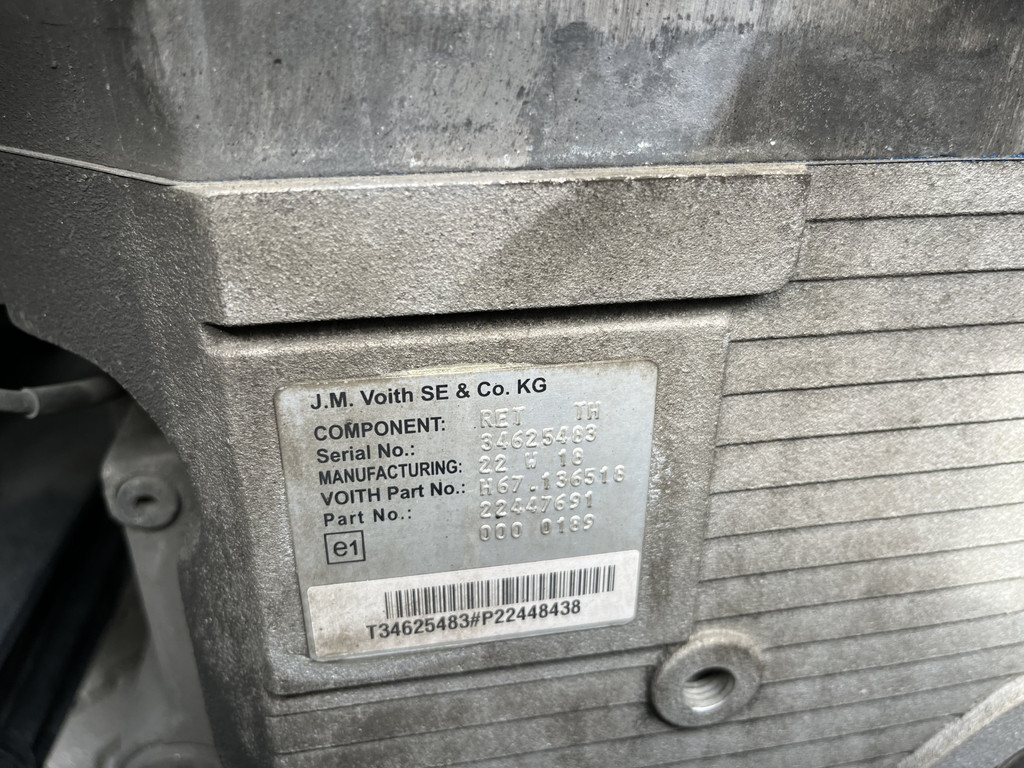 J.M. Voith SE & Co. KG
COMPONENT: RET TH
Serial No.: 34625483
MANUFACTURING: 22 W 18
VOITH Part No.: H67.136518
Part No.: 22447691
e1 000 0189
T34625483#P22448438